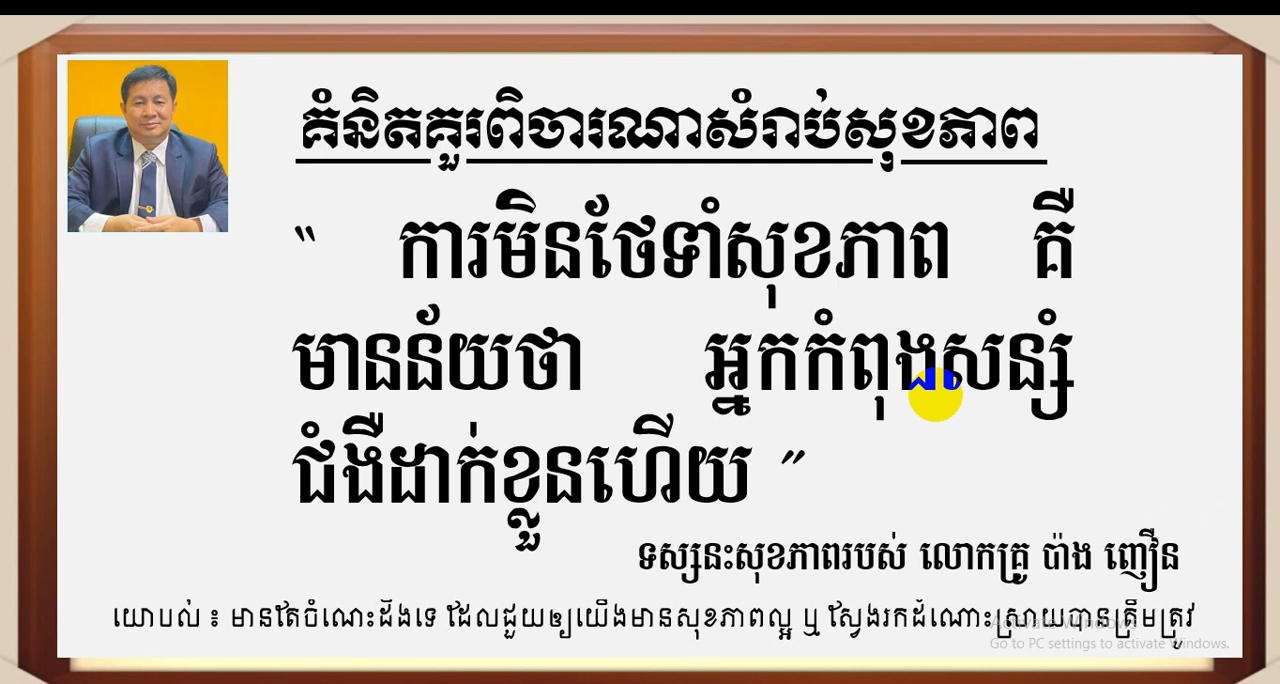 គំនិតគួរពិចារណាសំរាប់សុខភាព
“ ការមិនថែទាំសុខភាព គឺ
មានន័យថា អ្នកកំពុងសន្សំ
ជំងឺដាក់ខ្លួនហើយ ”
ទស្សនះសុខភាពរបស់ លោកគ្រូ ប៉ាង ញឿន
យោបល់ ៖ មានតែចំណេះដឹងទេ ដែលជួយឲ្យយើងមានសុខភាពល្អ ឬ ស្វែងរកដំណោះស្រាយបានត្រឹមត្រូវ
Activate Windows
Go to PC settings to activate Windows.